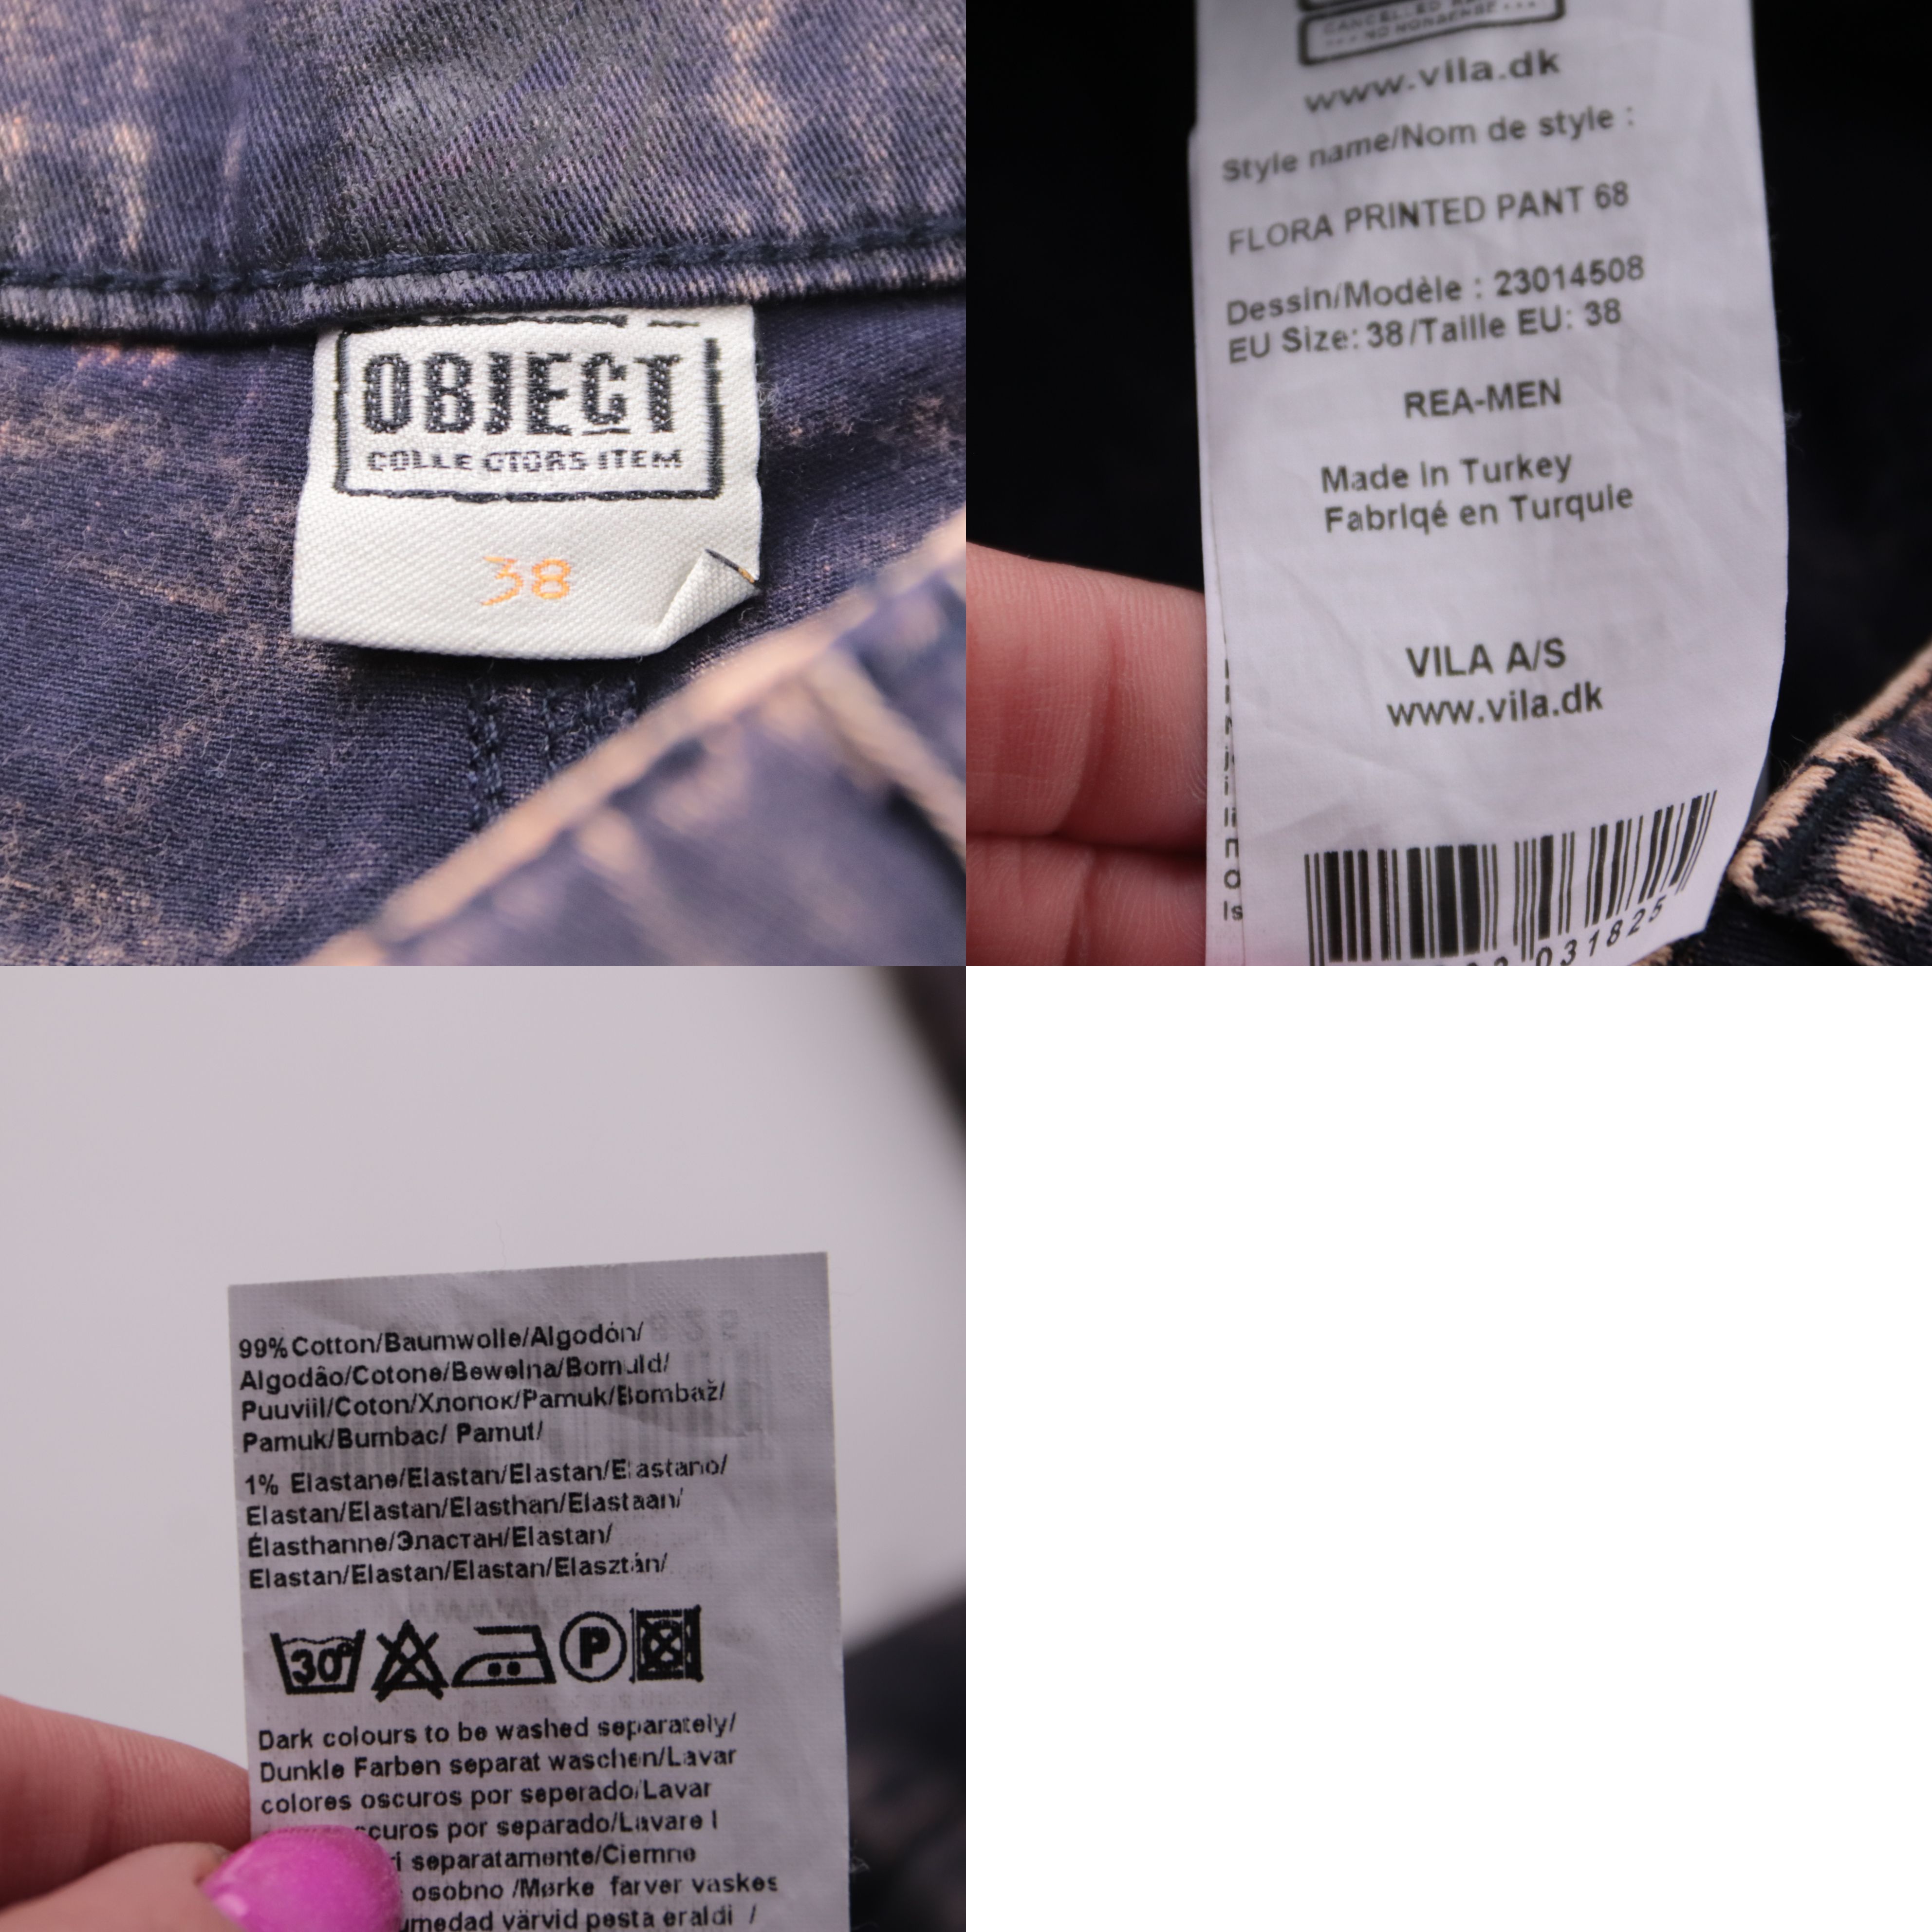 OBJECT
COLLECTORS ITEM
38
CANCELLED
NO NONSENSE ...
www.vila.dk
Style name/Nom de style :
FLORA PRINTED PANT 68
Dessin/Modèle : 23014508
EU Size: 38/Taille EU: 38
REA-MEN
Made in Turkey
Fabriqé en Turquie
VILA A/S
www.vila.dk
031825
99% Cotton/Baumwolle/Algodón/
Algodão/Cotone/Bewelna/Bomuld/
Puuviil/Coton/Хлопок/Pamuk/Bombaž/
Pamuk/Bumbac/ Pamut/
1% Elastane/Elastan/Elastan/Elastano/
Elastan/Elastan/Elasthan/Elastaan/
Élasthanne/Эластан/Elastan/
Elastan/Elastan/Elastan/Elasztán/
30° P
Dark colours to be washed separately/
Dunkle Farben separat waschen/Lavar
colores oscuros por seperado/Lavar
por separado/Lavare I
separatamente/Ciemne
osobno /Mørke farver vaskes
värvid pesta eraldi /